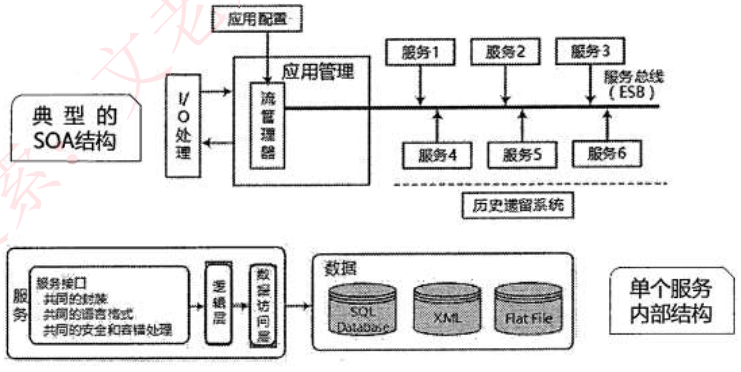 应用配置
典型的
SOA结构
I/O处理
应用管理
流管理器
服务1
服务2
服务3
服务总线
（ESB）
服务4
服务5
服务6
历史遗留系统
服务
服务接口
共同的封装
共同的语言格式
共同的安全和容错处理
逻辑层
数据访问层
数据
SQL
Database
XML
Flat File
单个服务
内部结构